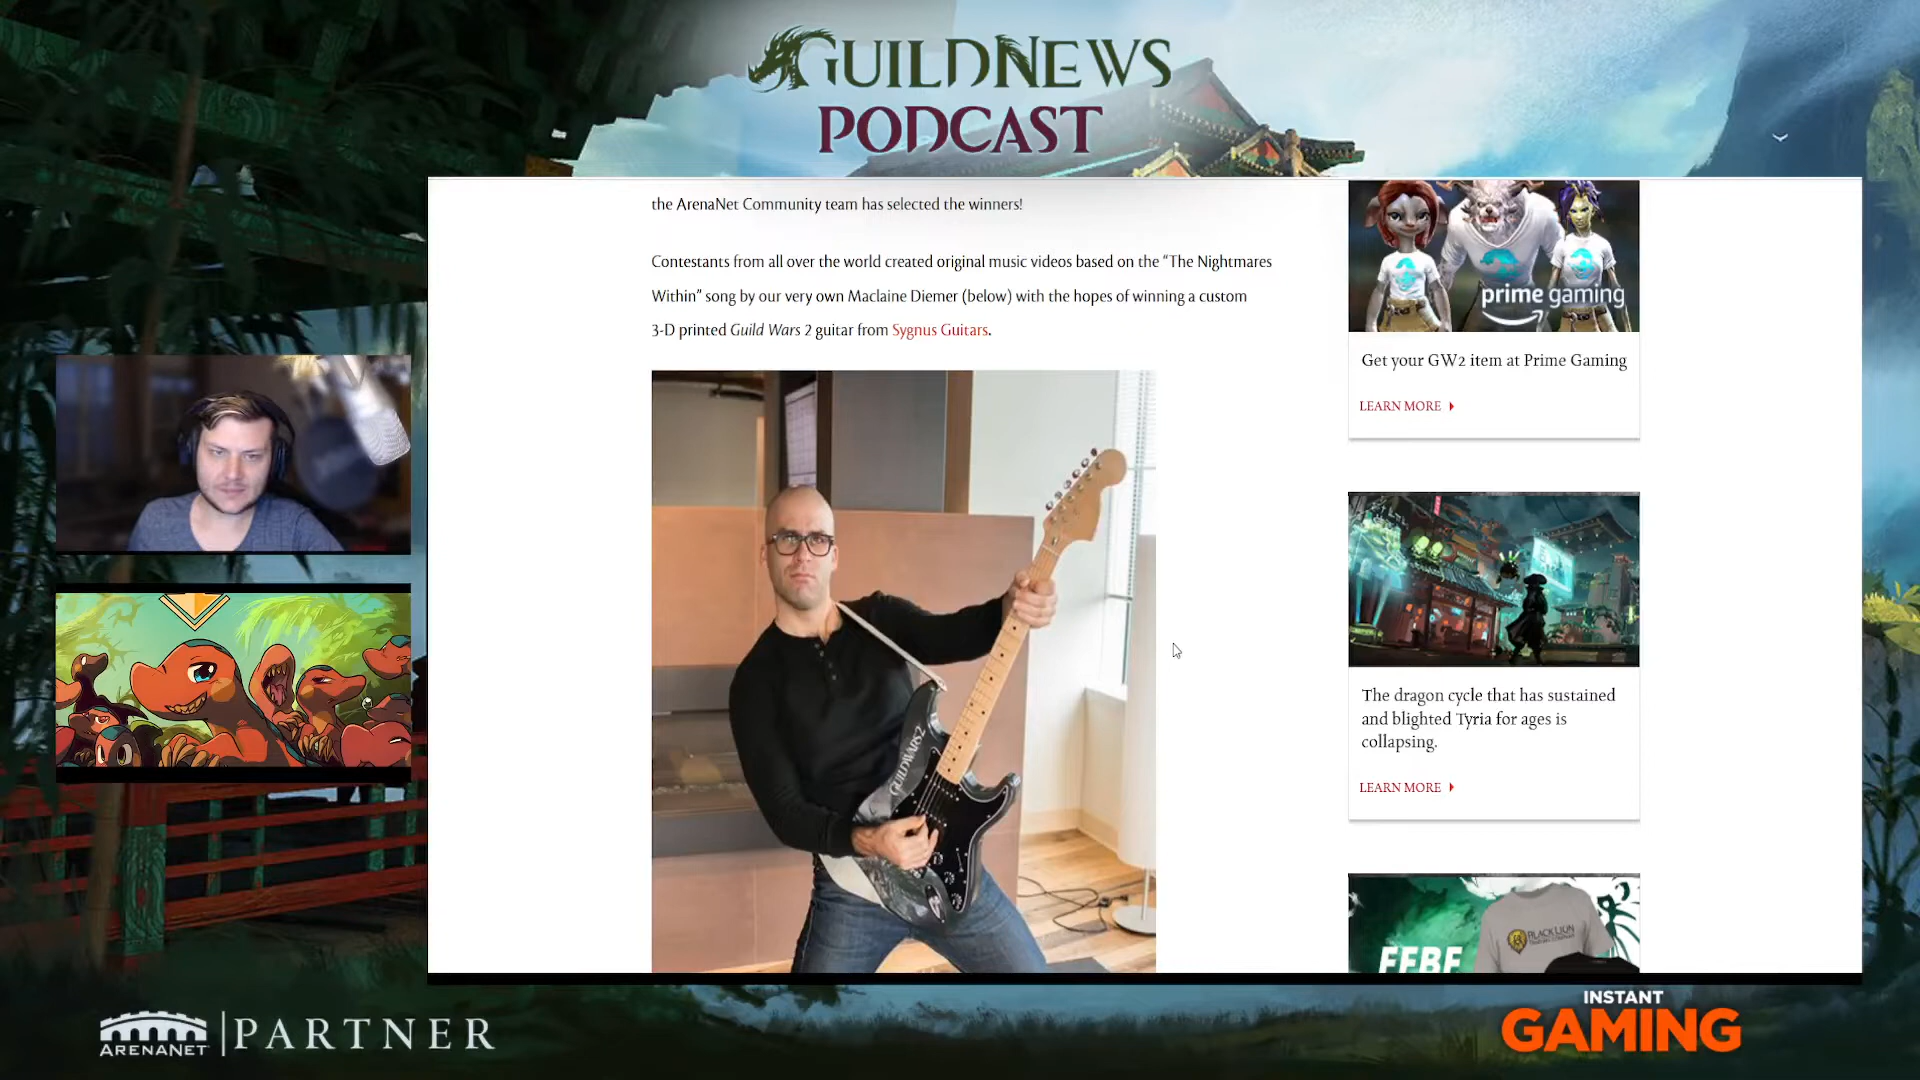 GUILDNEWS
PODCAST
the ArenaNet Community team has selected the winners!
Contestants from all over the world created original music videos based on the “The Nightmares
Within” song by our very own Maclaine Diemer (below) with the hopes of winning a custom
3-D printed Guild Wars 2 guitar from Sygnus Guitars.
GUILDWARS2
prime gaming
Get your GW2 item at Prime Gaming
LEARN MORE
The dragon cycle that has sustained
and blighted Tyria for ages is
collapsing.
LEARN MORE
BLACK LION
ARENANET
PARTNER
INSTANT
GAMING